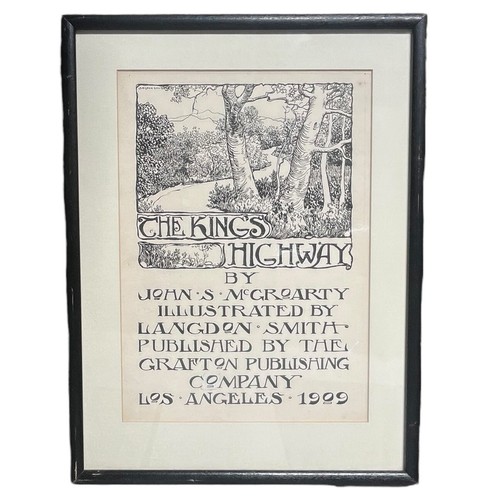 THE KINGS
HIGHWAY
BY
JOHN · S · McGROARTY
ILLUSTRATED BY
LANGDON · SMITH
PUBLISHED BY THE
GRAFTON PUBLISHING
COMPANY
LOS · ANGELES · 1909